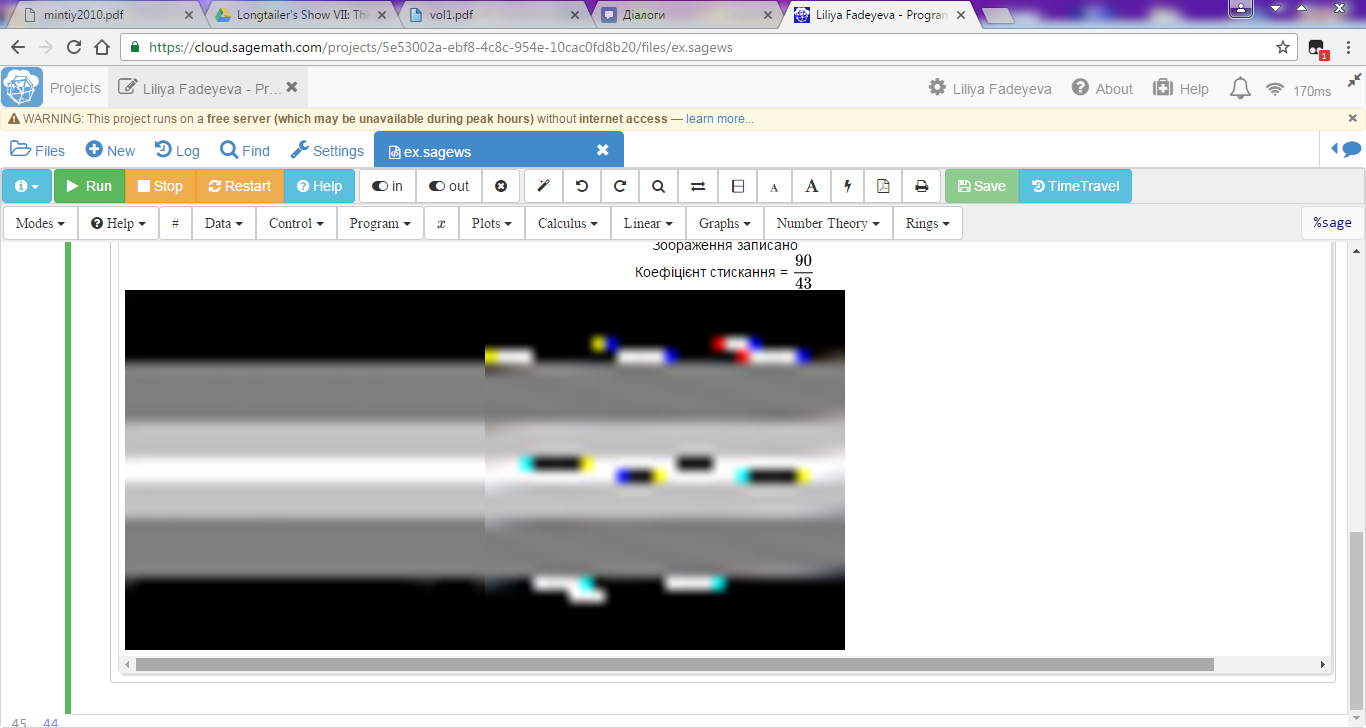 mintiy2010.pdf Longtailer's Show VII: The vol1.pdf Діалоги Liliya Fadeyeva - Program
https://cloud.sagemath.com/projects/5e53002a-ebf8-4c8c-954e-10cac0fd8b20/files/ex.sagews 1
Projects Liliya Fadeyeva - Pr... Liliya Fadeyeva About Help 170ms
WARNING: This project runs on a free server (which may be unavailable during peak hours) without internet access — learn more...
Files New Log Find Settings ex.sagews
Run Stop Restart Help in out A A Save TimeTravel
Modes Help # Data Control Program x Plots Calculus Linear Graphs Number Theory Rings %sage
Зображення записано
Коефіцієнт стискання = 90/43
45 44